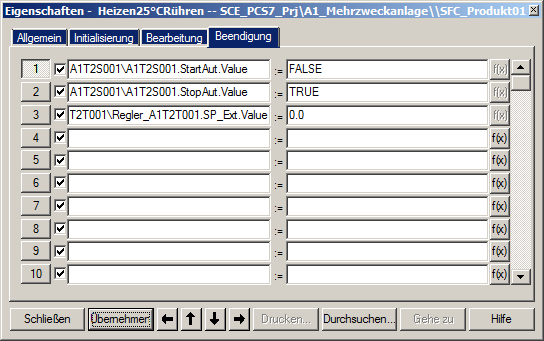 Eigenschaften - Heizen25°CRühren -- SCE_PCS7_Prj\A1_Mehrzweckanlage\\SFC_Produkt01
Allgemein Initialisierung Bearbeitung Beendigung
1 A1T2S001\A1T2S001.StartAut.Value := FALSE f(x)
2 A1T2S001\A1T2S001.StopAut.Value := TRUE f(x)
3 T2T001\Regler_A1T2T001.SP_Ext.Value := 0.0 f(x)
4 := f(x)
5 := f(x)
6 := f(x)
7 := f(x)
8 := f(x)
9 := f(x)
10 := f(x)
Schließen Übernehmen Drucken... Durchsuchen... Gehe zu Hilfe